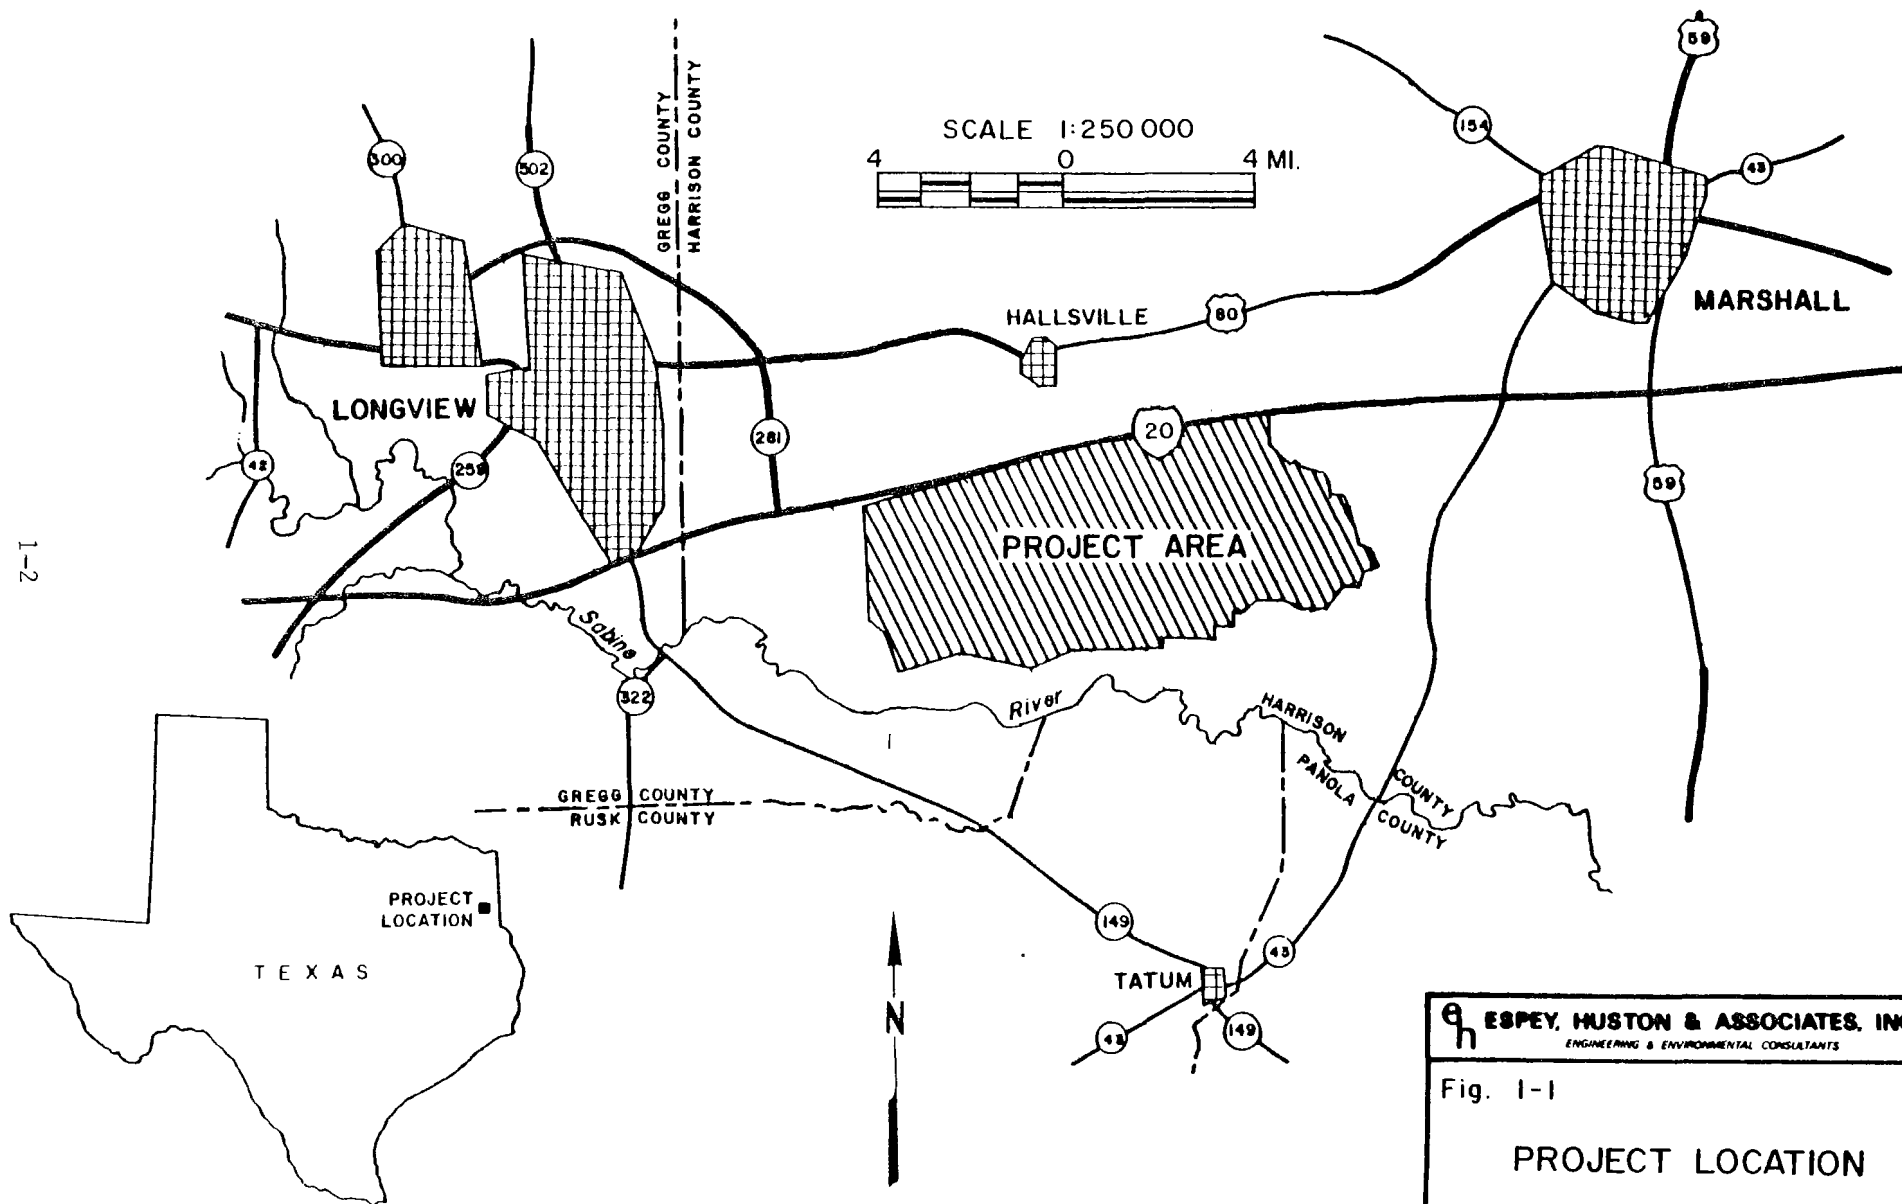 59
154
43
SCALE 1:250 000
4 0 4 MI.
GREGG COUNTY
HARRISON COUNTY
300
502
HALLSVILLE
80
MARSHALL
LONGVIEW
281
20
42
259
59
PROJECT AREA
1-2
Sabine
River
322
HARRISON COUNTY
PANOLA COUNTY
GREGG COUNTY
RUSK COUNTY
PROJECT
LOCATION
TEXAS
149
43
TATUM
N
43
149
eh ESPEY, HUSTON & ASSOCIATES, INC
ENGINEERING & ENVIRONMENTAL CONSULTANTS
Fig. 1-1
PROJECT LOCATION